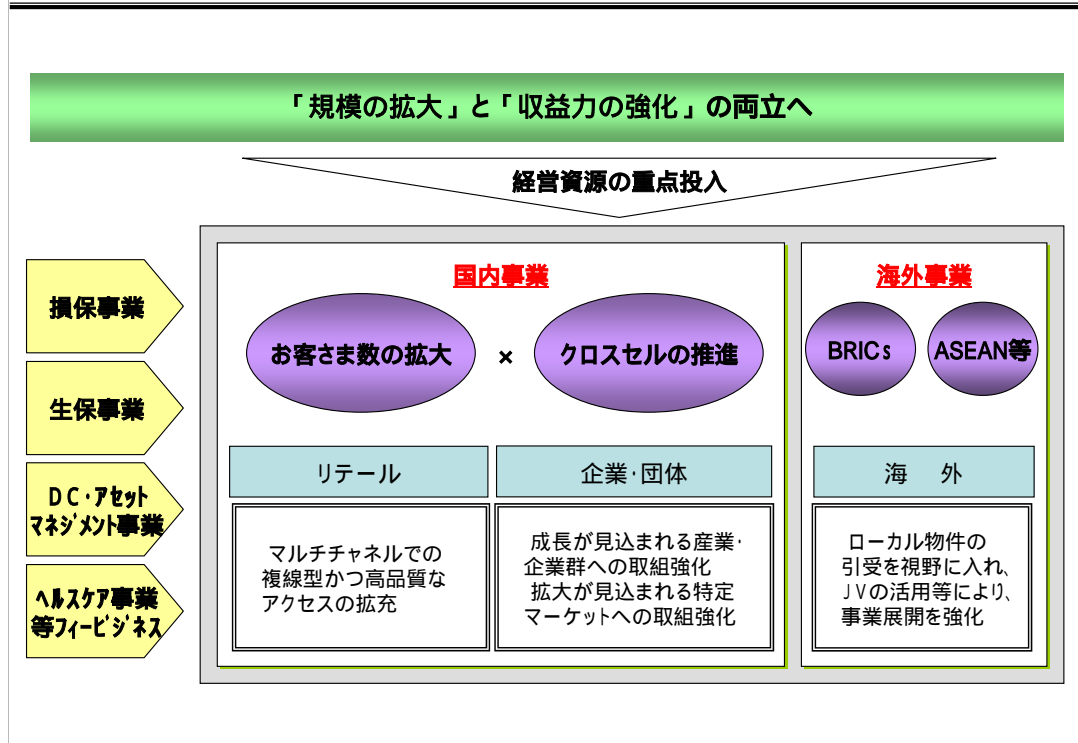 「規模の拡大」と「収益力の強化」の両立へ
経営資源の重点投入
損保事業
生保事業
DC・アセット
マネジメント事業
ヘルスケア事業
等フィービジネス
国内事業
お客さま数の拡大
×
クロスセルの推進
リテール
マルチチャネルでの
複線型かつ高品質な
アクセスの拡充
企業・団体
成長が見込まれる産業・
企業群への取組強化
拡大が見込まれる特定
マーケットへの取組強化
海外事業
BRICs
ASEAN等
海 外
ローカル物件の
引受を視野に入れ、
JVの活用等により、
事業展開を強化